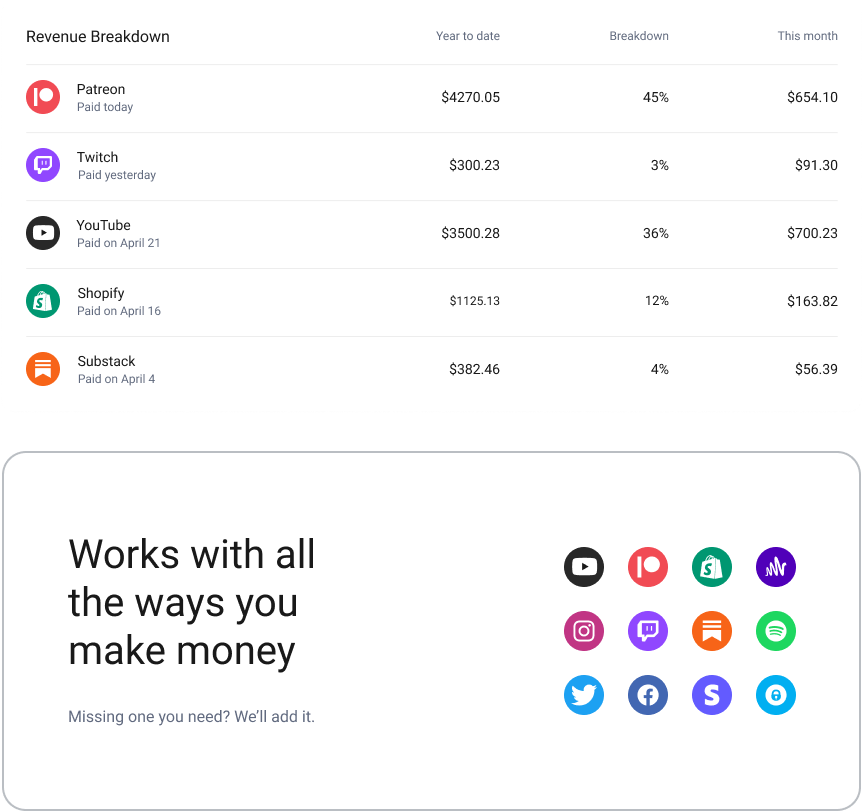 Revenue Breakdown Year to date Breakdown This month
Patreon
Paid today
$4270.05 45% $654.10
Twitch
Paid yesterday
$300.23 3% $91.30
YouTube
Paid on April 21
$3500.28 36% $700.23
Shopify
Paid on April 16
$1125.13 12% $163.82
Substack
Paid on April 4
$382.46 4% $56.39
Works with all
the ways you
make money
Missing one you need? We’ll add it.